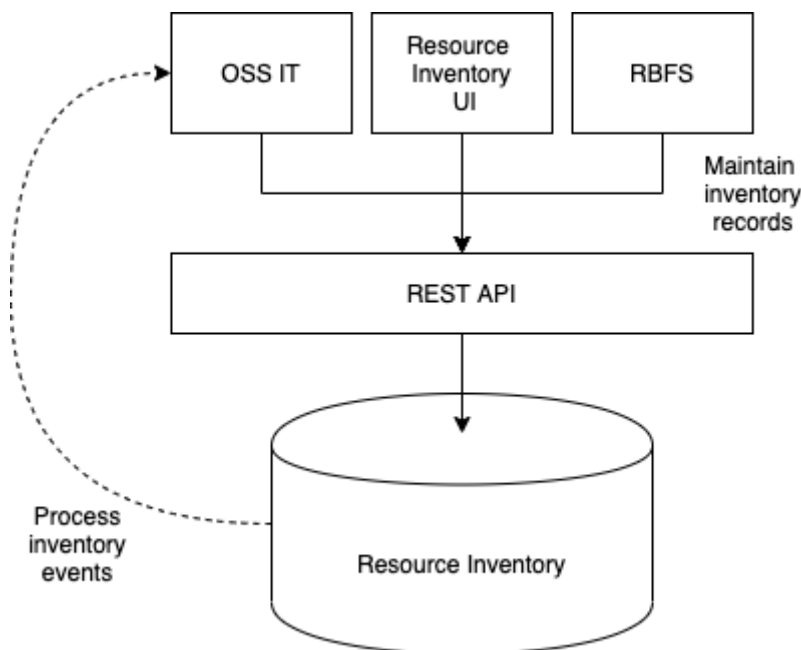 OSS IT
Resource
Inventory
UI
RBFS
Maintain
inventory
records
REST API
Process
inventory
events
Resource Inventory